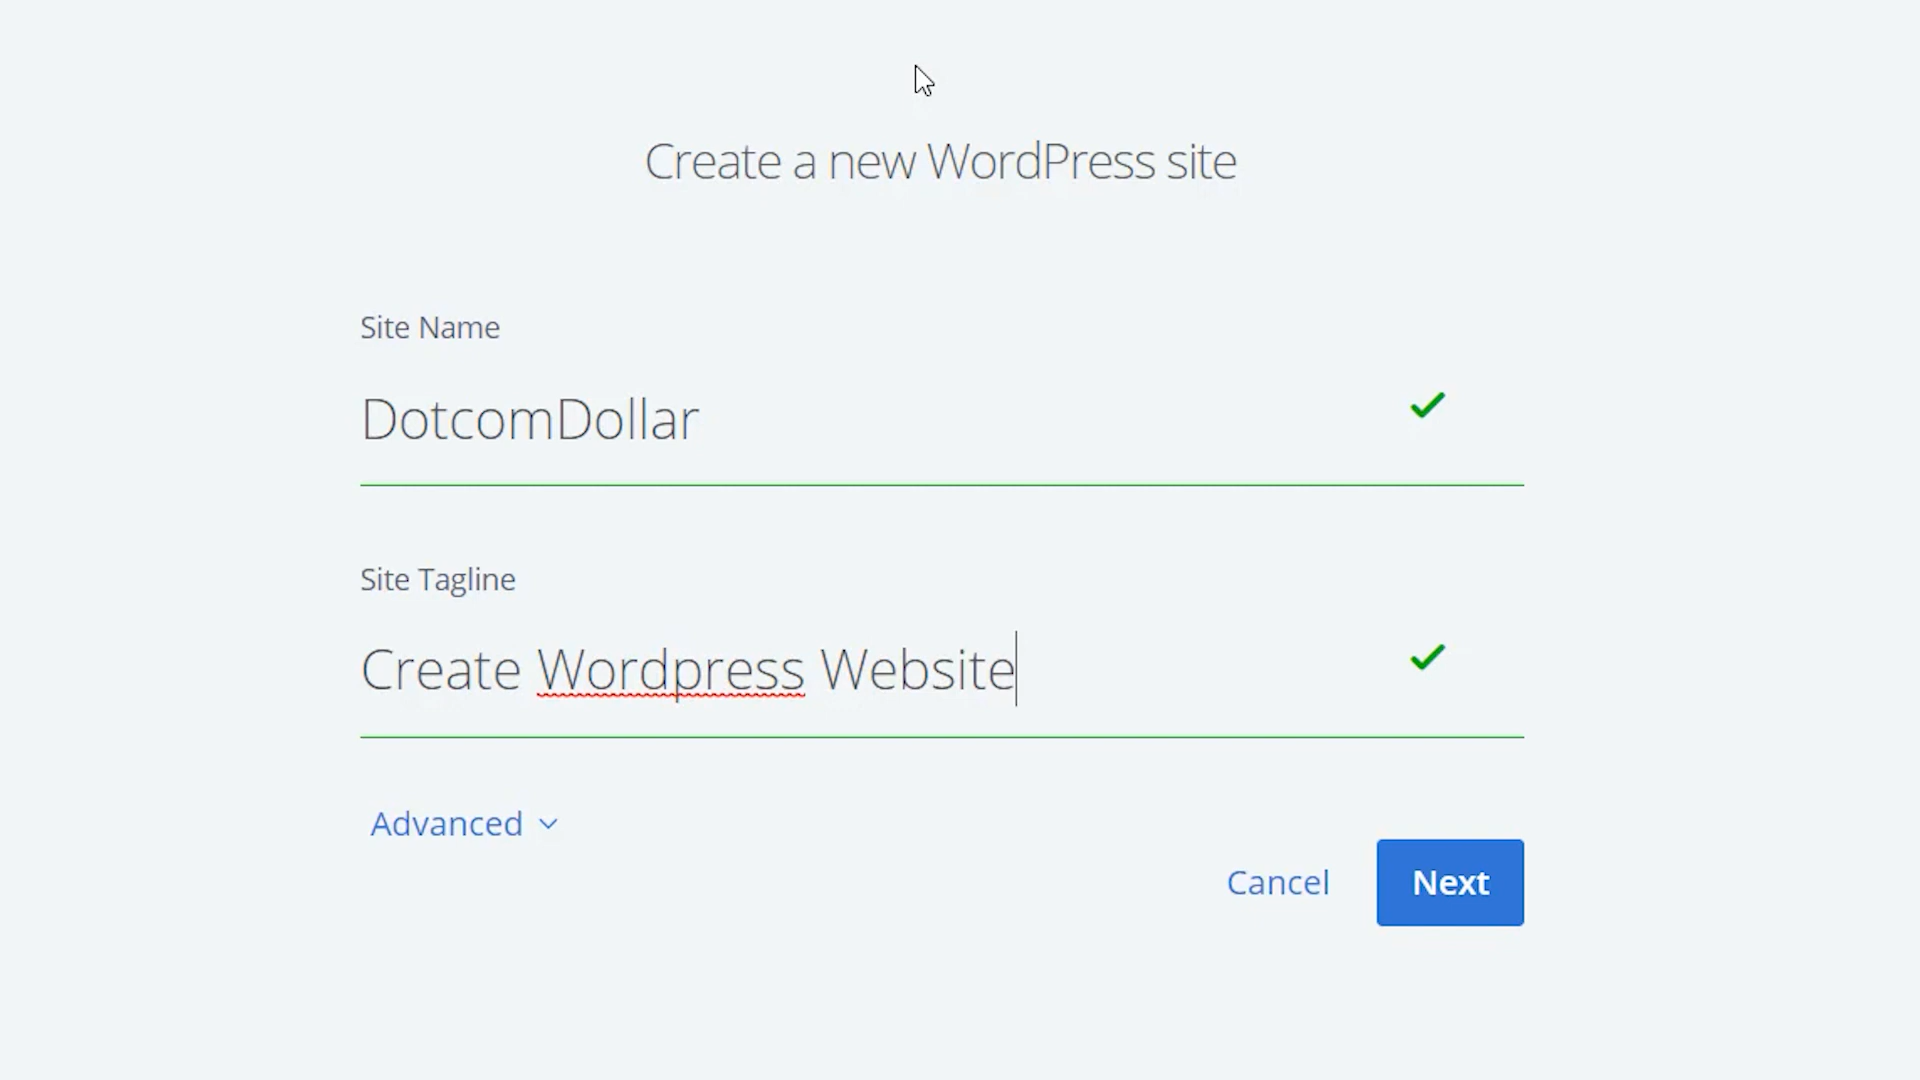 Create a new WordPress site
Site Name
DotcomDollar
Site Tagline
Create Wordpress Website
Advanced
Cancel
Next